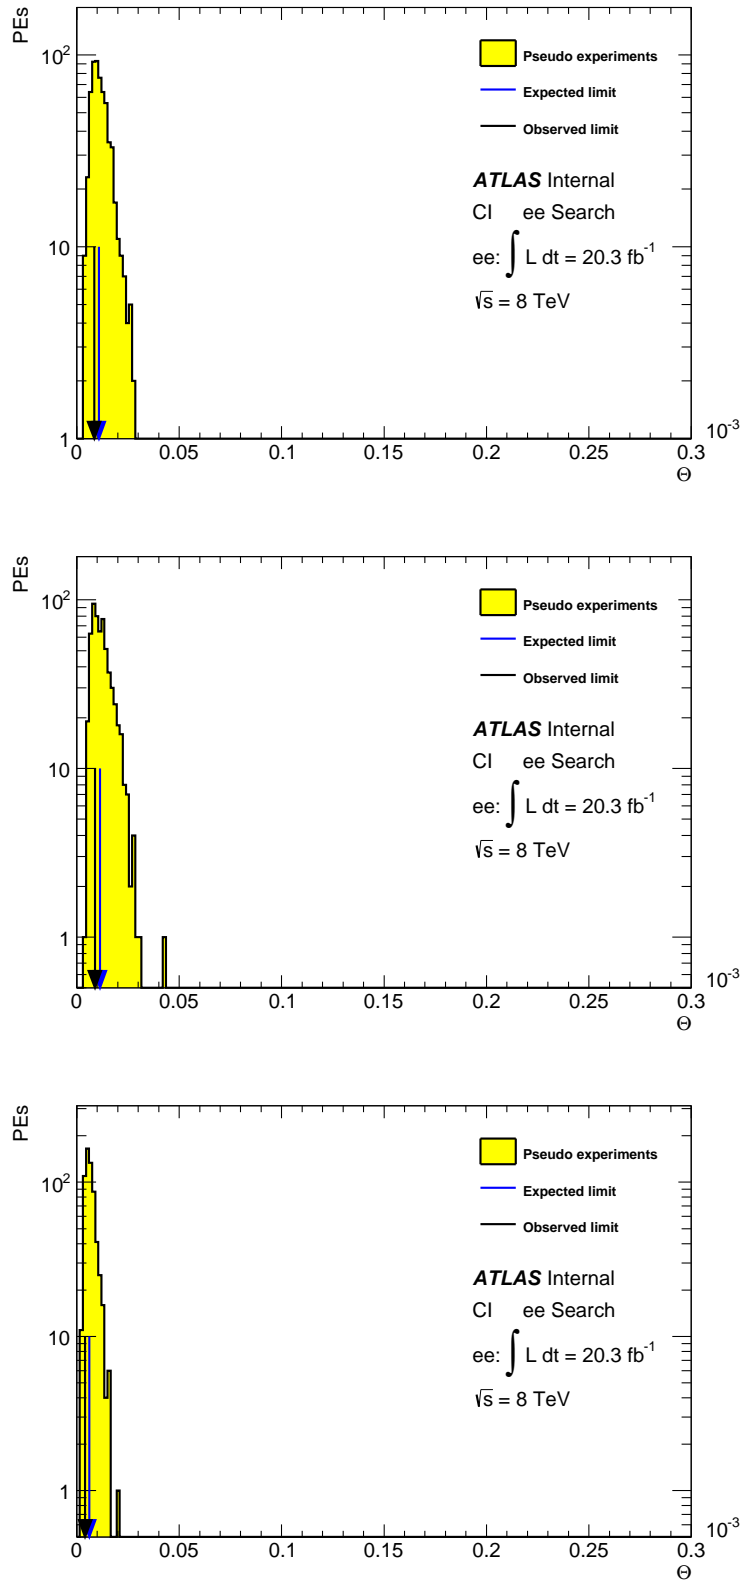 PEs
10²
10
1
Pseudo experiments
Expected limit
Observed limit
ATLAS Internal
CI ee Search
ee: ∫ L dt = 20.3 fb⁻¹
√s = 8 TeV
10⁻³
0 0.05 0.1 0.15 0.2 0.25 0.3
Θ
PEs
10²
10
1
Pseudo experiments
Expected limit
Observed limit
ATLAS Internal
CI ee Search
ee: ∫ L dt = 20.3 fb⁻¹
√s = 8 TeV
10⁻³
0 0.05 0.1 0.15 0.2 0.25 0.3
Θ
PEs
10²
10
1
Pseudo experiments
Expected limit
Observed limit
ATLAS Internal
CI ee Search
ee: ∫ L dt = 20.3 fb⁻¹
√s = 8 TeV
10⁻³
0 0.05 0.1 0.15 0.2 0.25 0.3
Θ